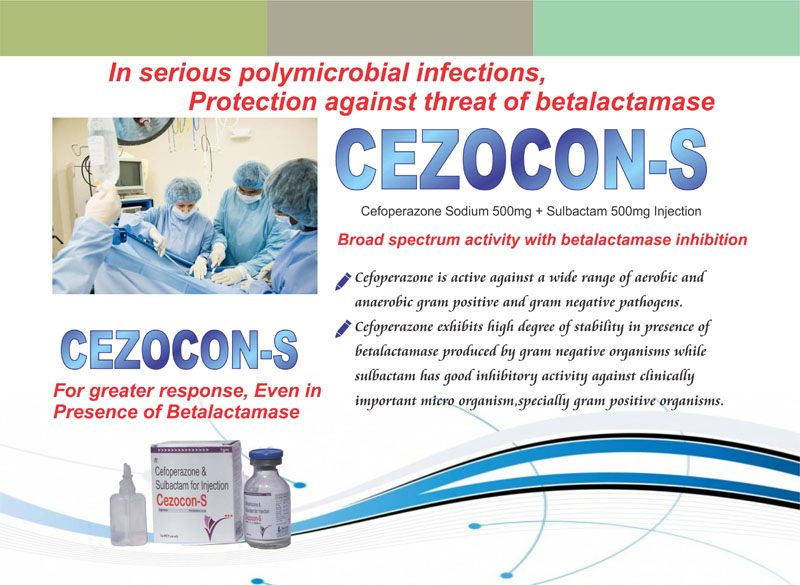 In serious polymicrobial infections,
Protection against threat of betalactamase
CEZOCON-S
Cefoperazone Sodium 500mg + Sulbactam 500mg Injection
Broad spectrum activity with betalactamase inhibition
Cefoperazone is active against a wide range of aerobic and
anaerobic gram positive and gram negative pathogens.
Cefoperazone exhibits high degree of stability in presence of
betalactamase produced by gram negative organisms while
sulbactam has good inhibitory activity against clinically
important micro organism,specially gram positive organisms.
CEZOCON-S
For greater response, Even in
Presence of Betalactamase
Cefoperazone &
Sulbactam for Injection
Cezocon-S
Cezocon-S